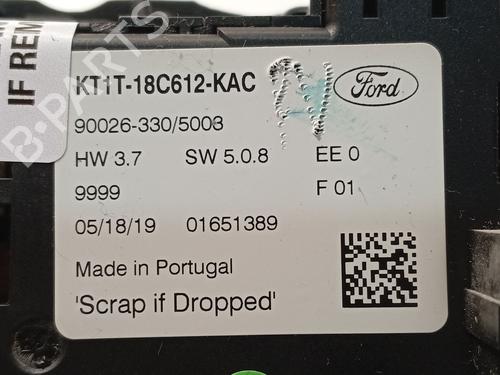 KT1T-18C612-KAC
Ford
90026-330/5003
HW 3.7 SW 5.0.8 EE 0
9999 F 01
05/18/19 01651389
Made in Portugal
'Scrap if Dropped'
IF REM
B-PARTS